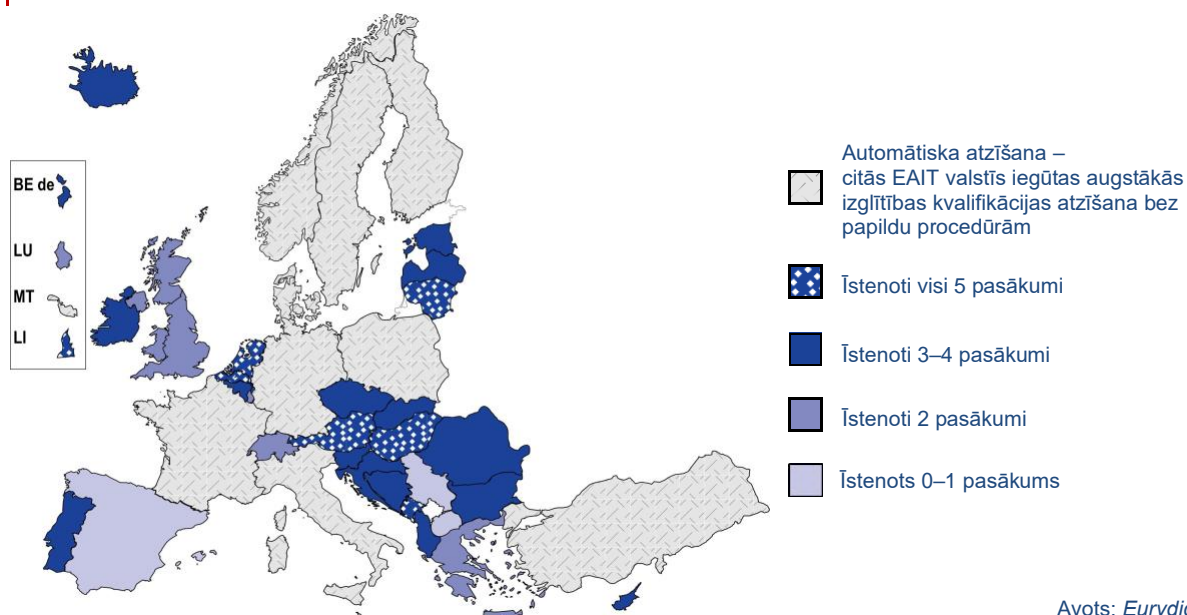 BE de
LU
MT
LI
Automātiska atzīšana –
citās EAIT valstīs iegūtas augstākās
izglītības kvalifikācijas atzīšana bez
papildu procedūrām
Īstenoti visi 5 pasākumi
Īstenoti 3–4 pasākumi
Īstenoti 2 pasākumi
Īstenots 0–1 pasākums
Avots: